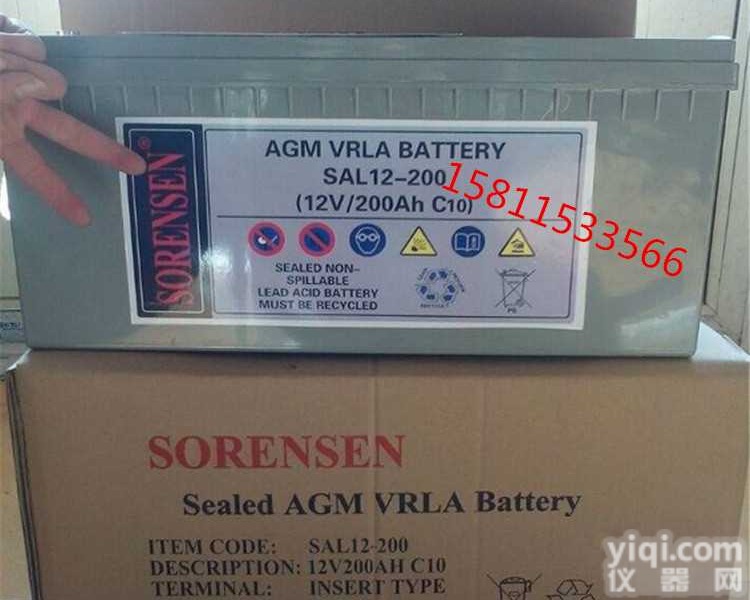 SORENSEN®
AGM VRLA BATTERY
SAL12-200
(12V/200Ah C10)
15811533566
SEALED NON-
SPILLABLE
LEAD ACID BATTERY
MUST BE RECYCLED
PB
SORENSEN
Sealed AGM VRLA Battery
ITEM CODE: SAL12-200
DESCRIPTION: 12V200AH C10
TERMINAL: INSERT TYPE
yiqi.com
仪器网